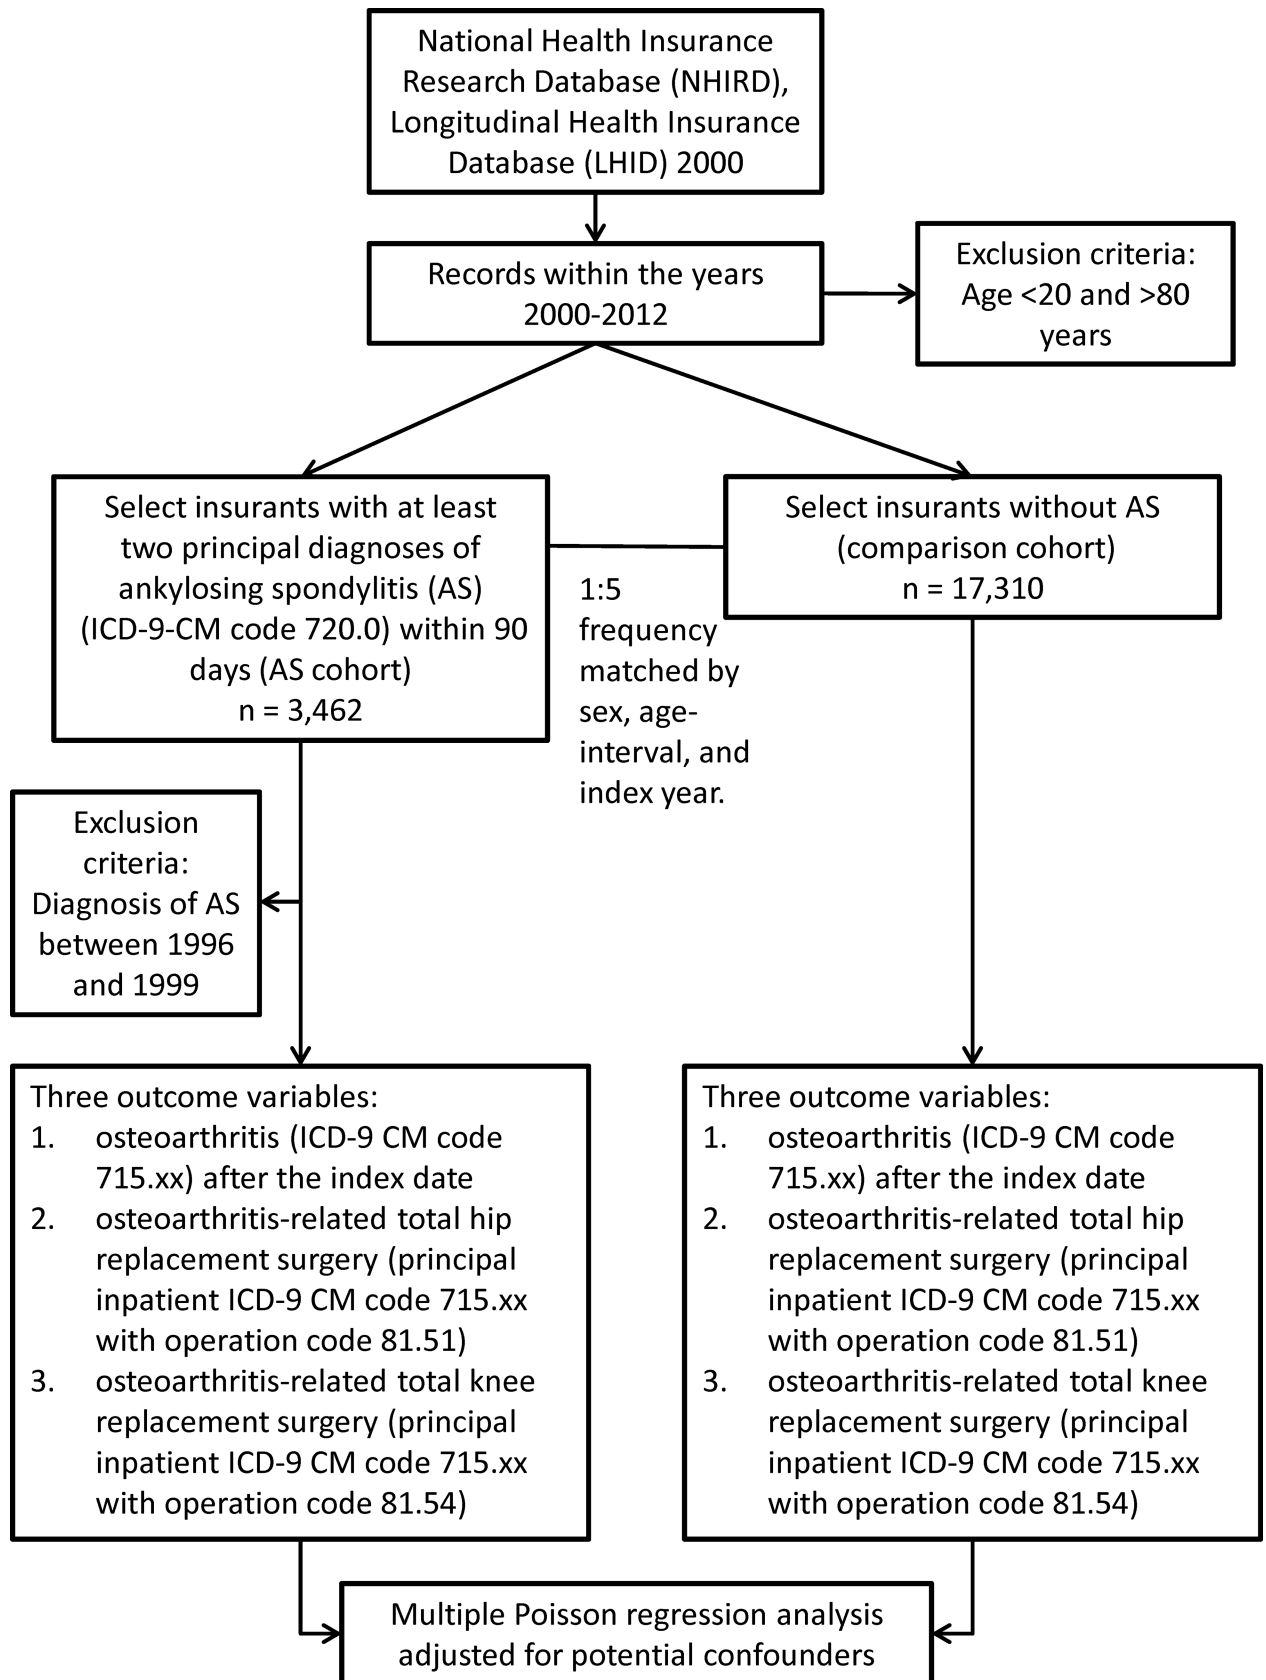 National Health Insurance
Research Database (NHIRD),
Longitudinal Health Insurance
Database (LHID) 2000
Records within the years
2000-2012
Exclusion criteria:
Age <20 and >80
years
Select insurants with at least
two principal diagnoses of
ankylosing spondylitis (AS)
(ICD-9-CM code 720.0) within 90
days (AS cohort)
n = 3,462
1:5
frequency
matched by
sex, age-
interval, and
index year.
Select insurants without AS
(comparison cohort)
n = 17,310
Exclusion
criteria:
Diagnosis of AS
between 1996
and 1999
Three outcome variables:
1. osteoarthritis (ICD-9 CM code
715.xx) after the index date
2. osteoarthritis-related total hip
replacement surgery (principal
inpatient ICD-9 CM code 715.xx
with operation code 81.51)
3. osteoarthritis-related total knee
replacement surgery (principal
inpatient ICD-9 CM code 715.xx
with operation code 81.54)
Three outcome variables:
1. osteoarthritis (ICD-9 CM code
715.xx) after the index date
2. osteoarthritis-related total hip
replacement surgery (principal
inpatient ICD-9 CM code 715.xx
with operation code 81.51)
3. osteoarthritis-related total knee
replacement surgery (principal
inpatient ICD-9 CM code 715.xx
with operation code 81.54)
Multiple Poisson regression analysis
adjusted for potential confounders